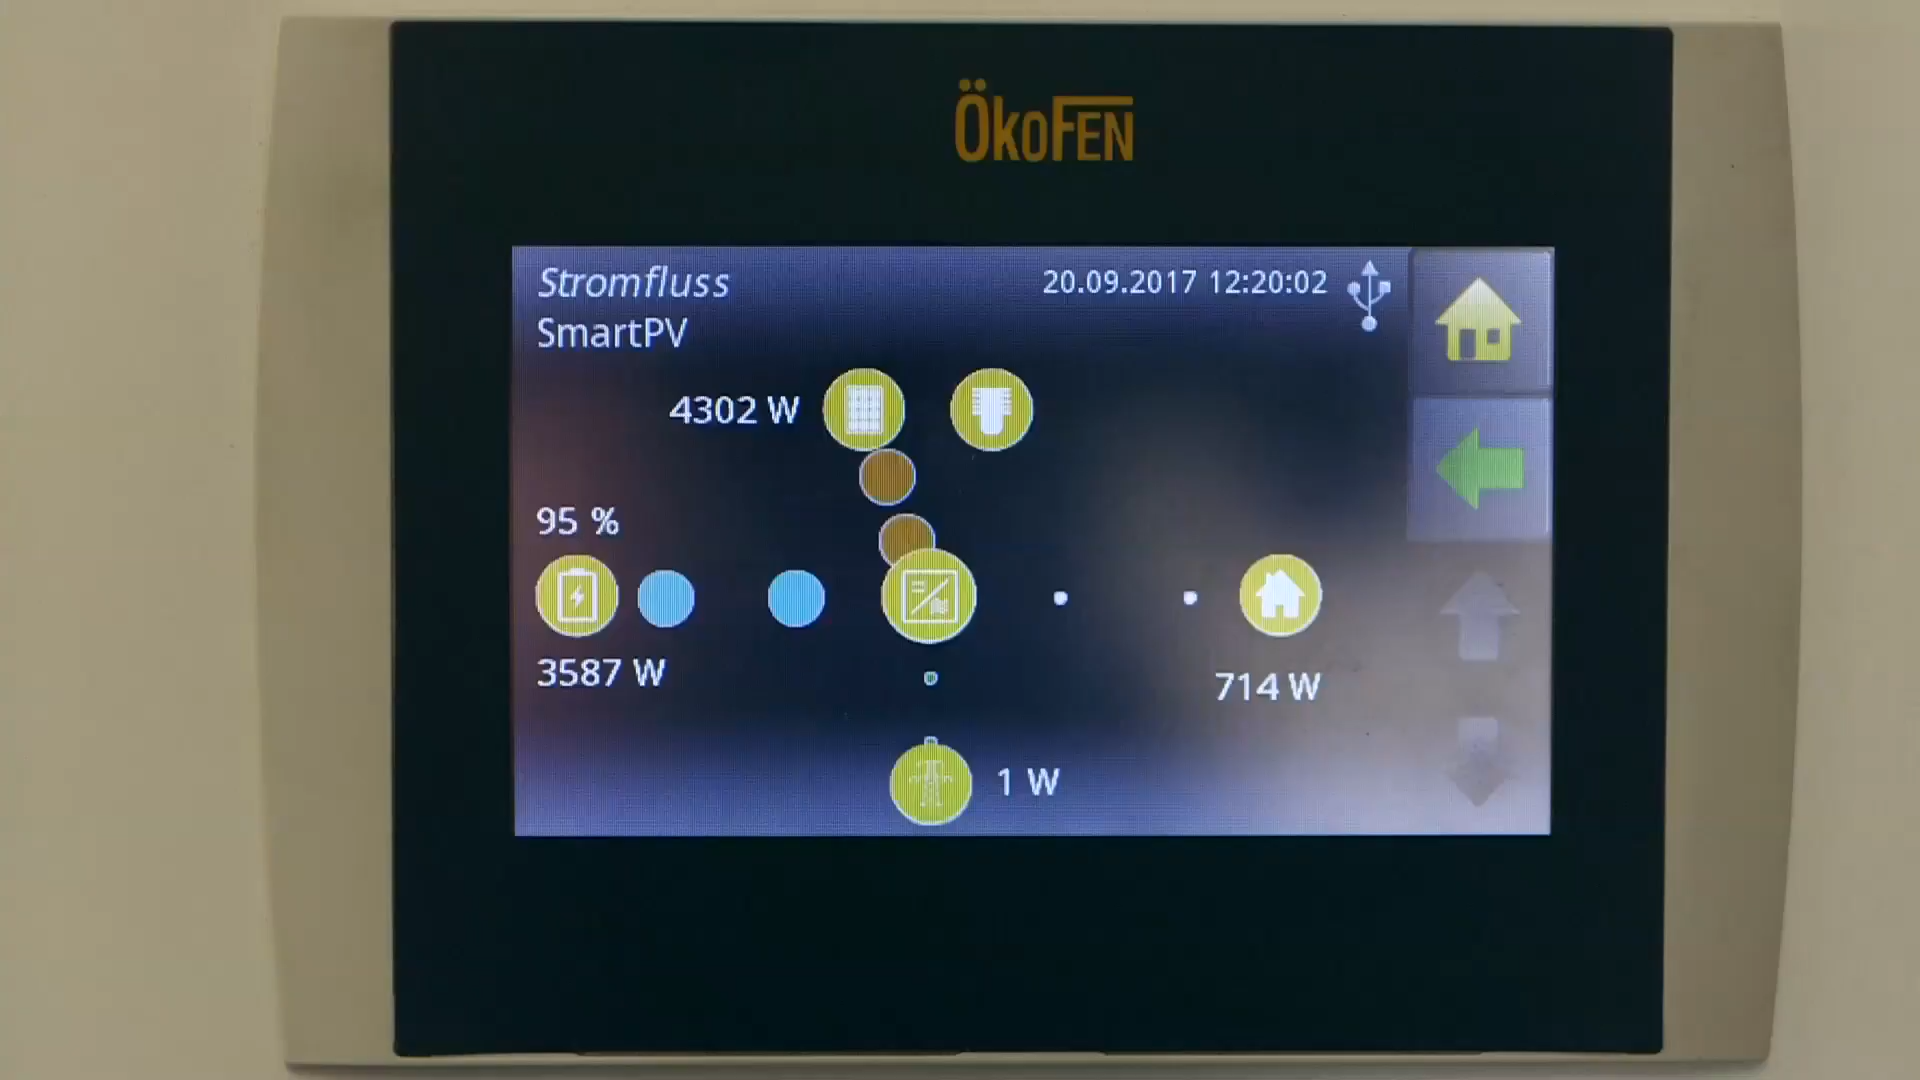 ÖKOFEN
Stromfluss
20.09.2017 12:20:02
SmartPV
4302 W
95 %
3587 W
714 W
1 W